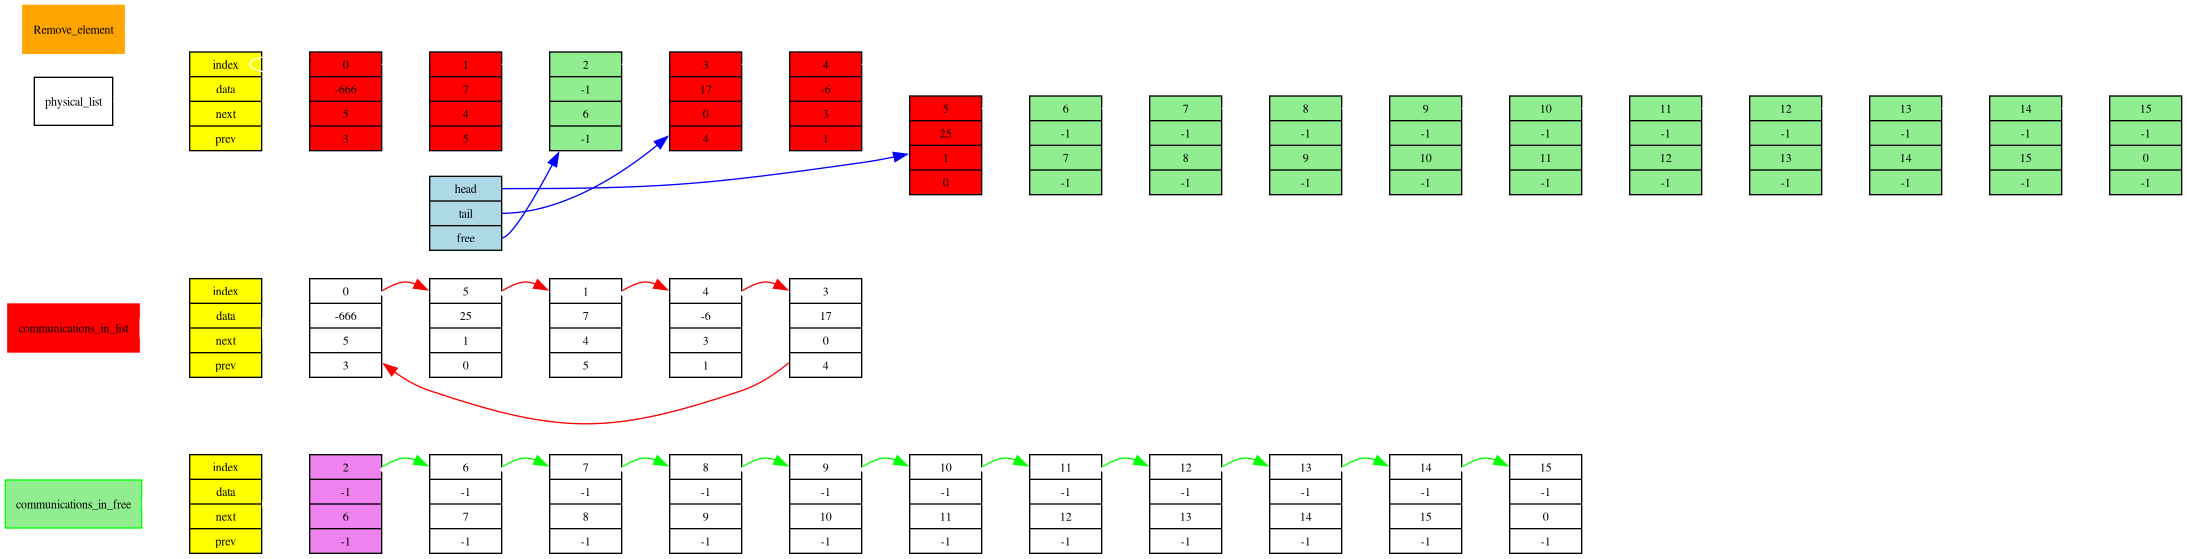 Remove_element
physical_list
index 0 1 2 3 4
data -666 7 -1 17 -6
next 5 4 6 0 3
prev 3 5 -1 4 1
5 6 7 8 9 10 11 12 13 14 15
25 -1 -1 -1 -1 -1 -1 -1 -1 -1 -1
1 7 8 9 10 11 12 13 14 15 0
0 -1 -1 -1 -1 -1 -1 -1 -1 -1 -1
head
tail
free
communications_in_list
index 0 5 1 4 3
data -666 25 7 -6 17
next 5 1 4 3 0
prev 3 0 5 1 4
communications_in_free
index 2 6 7 8 9 10 11 12 13 14 15
data -1 -1 -1 -1 -1 -1 -1 -1 -1 -1 -1
next 6 7 8 9 10 11 12 13 14 15 0
prev -1 -1 -1 -1 -1 -1 -1 -1 -1 -1 -1